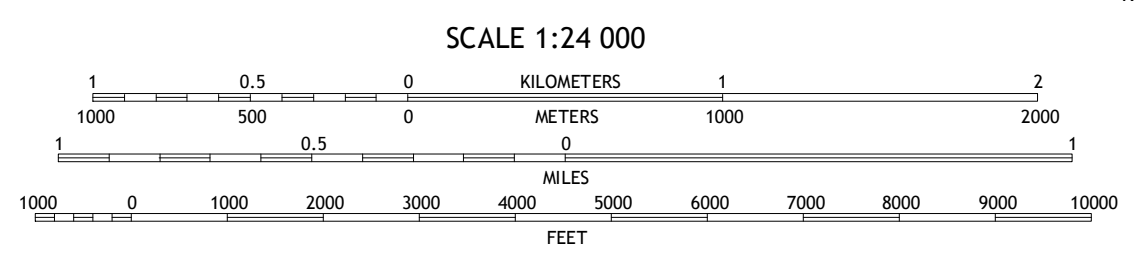 SCALE 1:24 000
1 0.5 0 KILOMETERS 1 2
1000 500 0 METERS 1000 2000
1 0.5 0 1
MILES
1000 0 1000 2000 3000 4000 5000 6000 7000 8000 9000 10000
FEET